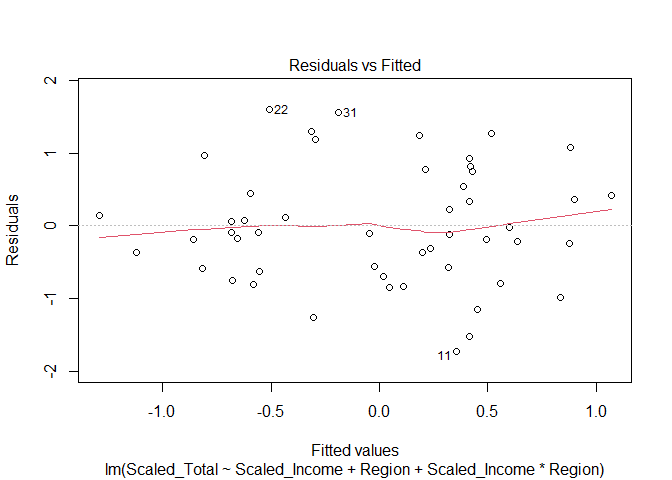 Residuals vs Fitted
2
1
0
-1
-2
Residuals
22
31
11
-1.0 -0.5 0.0 0.5 1.0
Fitted values
lm(Scaled_Total ~ Scaled_Income + Region + Scaled_Income * Region)